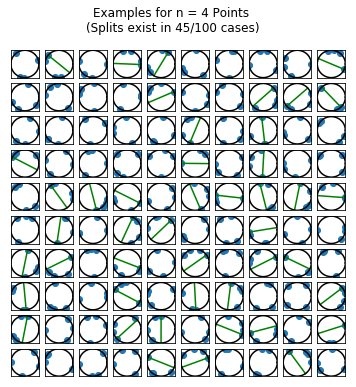 Examples for n = 4 Points
(Splits exist in 45/100 cases)